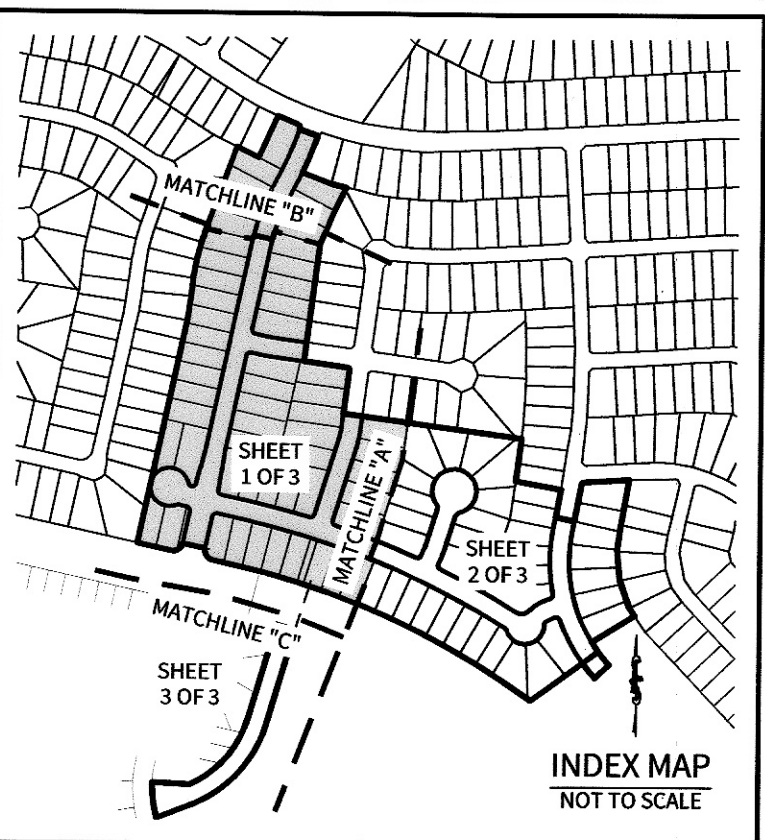 MATCHLINE "B"
SHEET
1 OF 3
MATCHLINE "A"
SHEET
2 OF 3
MATCHLINE "C"
SHEET
3 OF 3
INDEX MAP
NOT TO SCALE